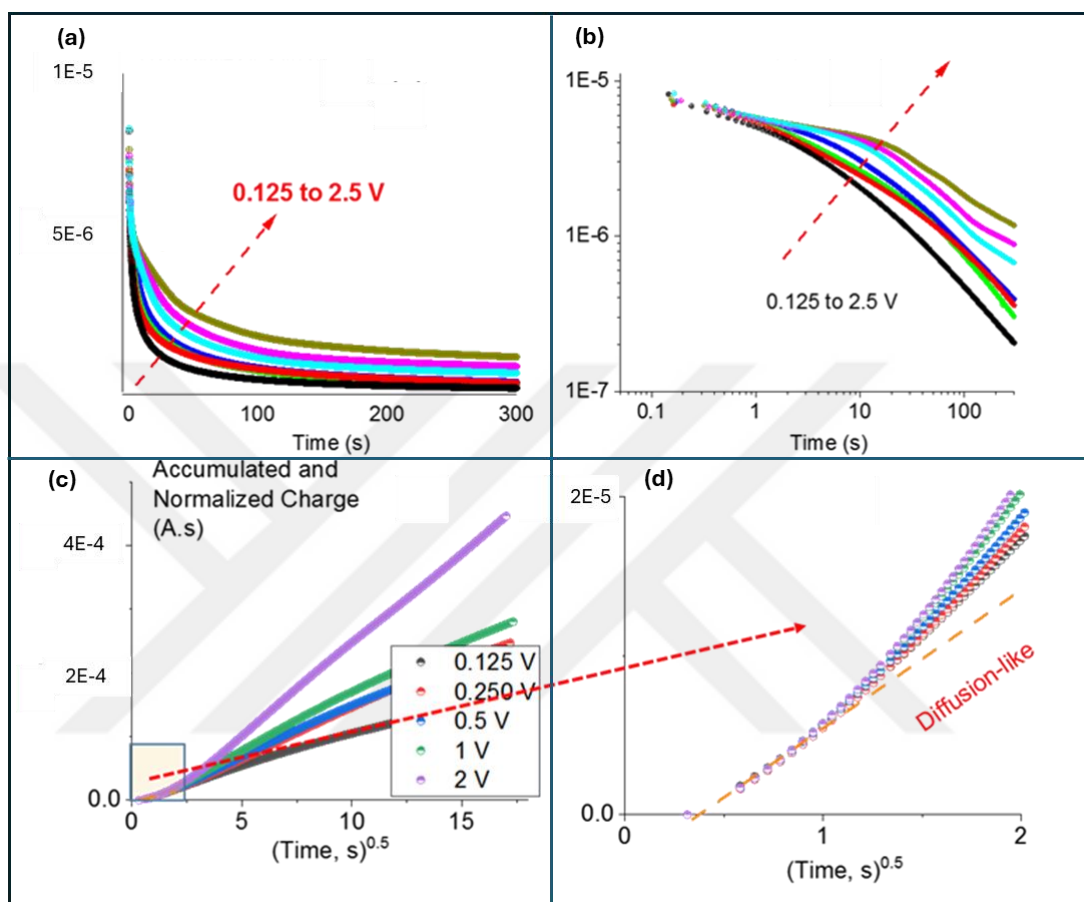 (a)
1E-5
5E-6
0.125 to 2.5 V
0
100
200
300
Time (s)
(b)
1E-5
1E-6
1E-7
0.125 to 2.5 V
0.1
1
10
100
Time (s)
(c)
Accumulated and
Normalized Charge
(A.s)
4E-4
2E-4
0.0
0.125 V
0.250 V
0.5 V
1 V
2 V
0
5
10
15
(Time, s)^0.5
(d)
2E-5
0.0
Diffusion-like
0
1
2
(Time, s)^0.5